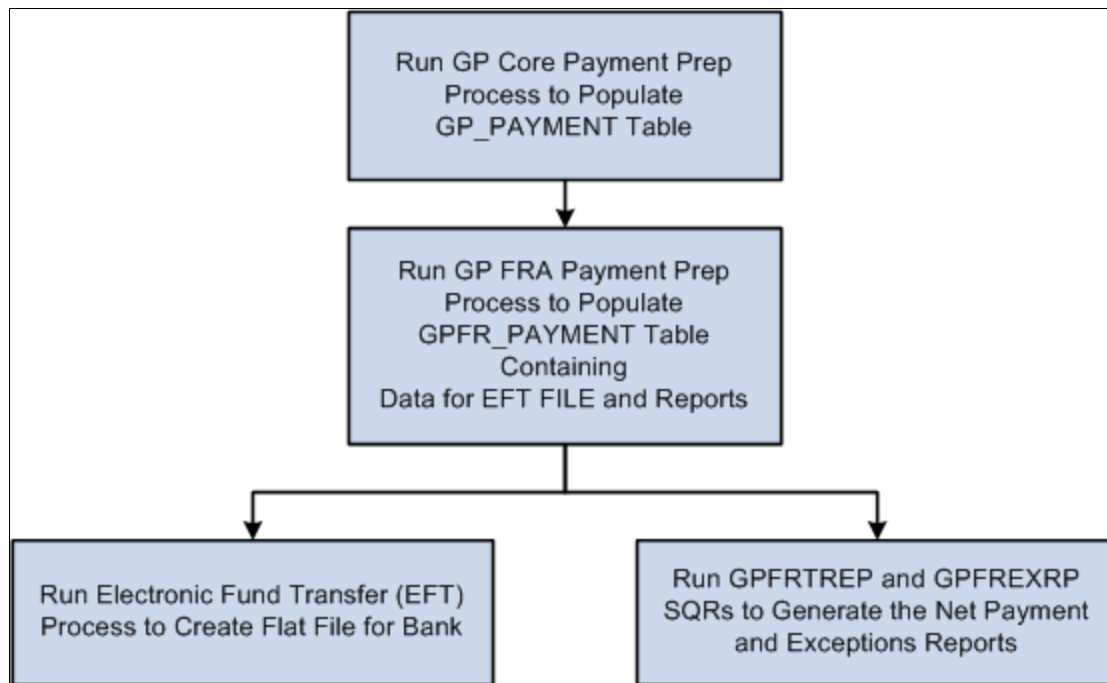 Run GP Core Payment Prep
Process to Populate
GP_PAYMENT Table
Run GP FRA Payment Prep
Process to Populate
GPFR_PAYMENT Table
Containing
Data for EFT FILE and Reports
Run Electronic Fund Transfer (EFT)
Process to Create Flat File for Bank
Run GPFRTREP and GPFREXRP
SQRs to Generate the Net Payment
and Exceptions Reports